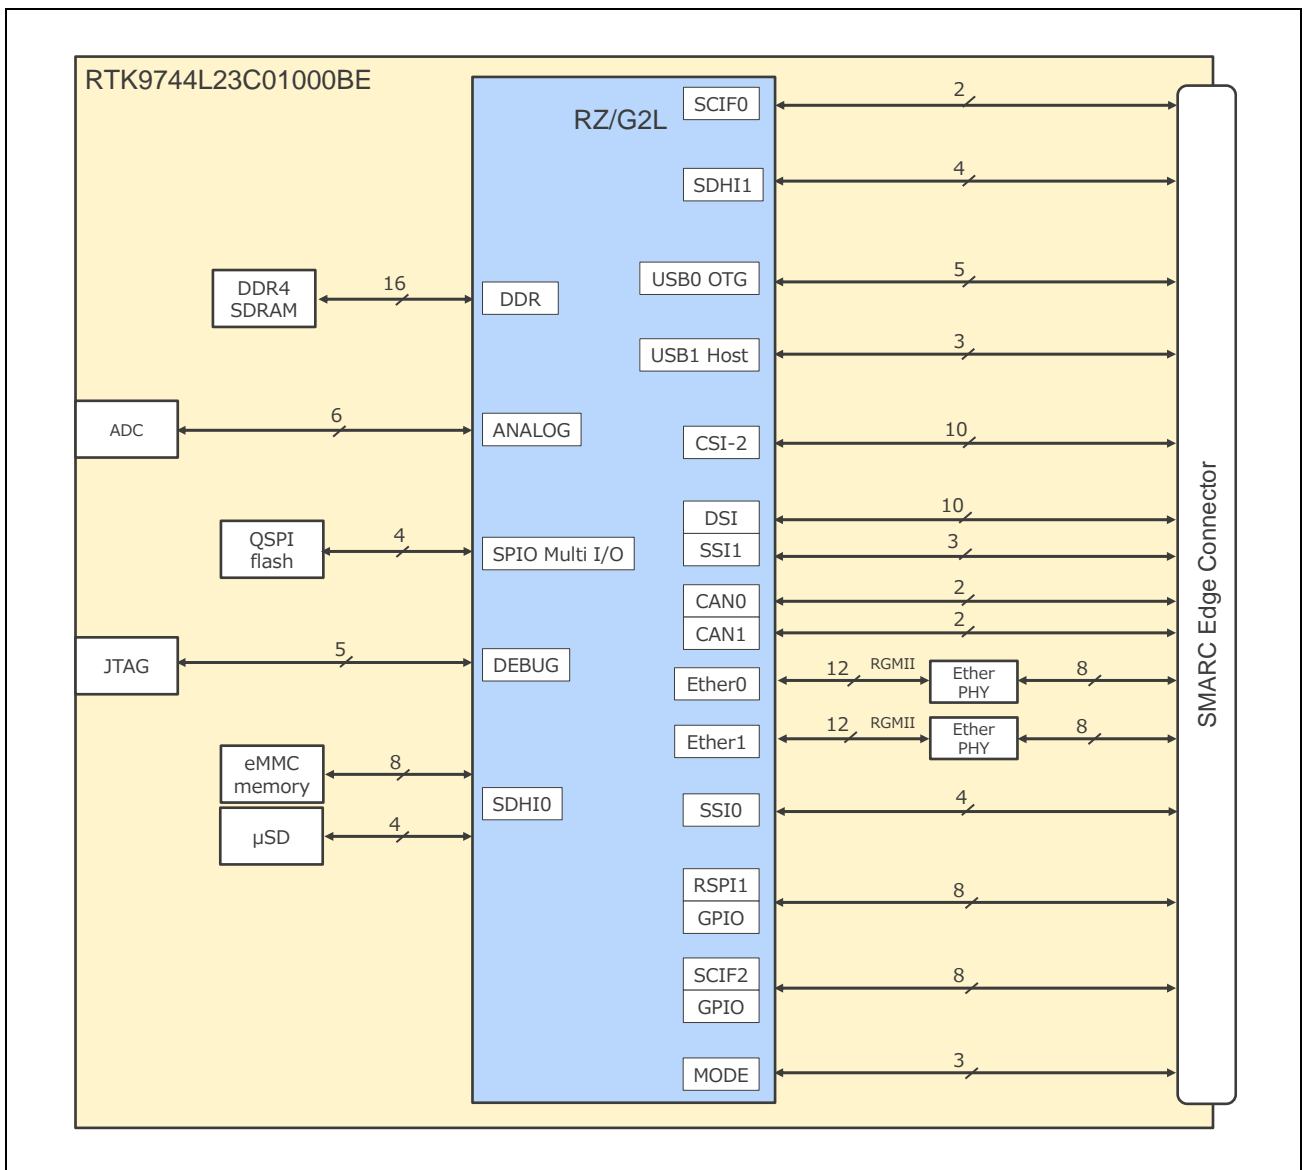 RTK9744L23C01000BE
RZ/G2L
SCIF0
2
SDHI1
4
USB0 OTG
5
DDR4
SDRAM
16
DDR
USB1 Host
3
ADC
6
ANALOG
CSI-2
10
DSI
10
SSI1
3
QSPI
flash
4
SPIO Multi I/O
CAN0
2
CAN1
2
JTAG
5
DEBUG
Ether0
12
RGMII
Ether
PHY
8
Ether1
12
RGMII
Ether
PHY
8
eMMC
memory
8
µSD
4
SDHI0
SSI0
4
RSPI1
GPIO
8
SCIF2
GPIO
8
MODE
3
SMARC Edge Connector